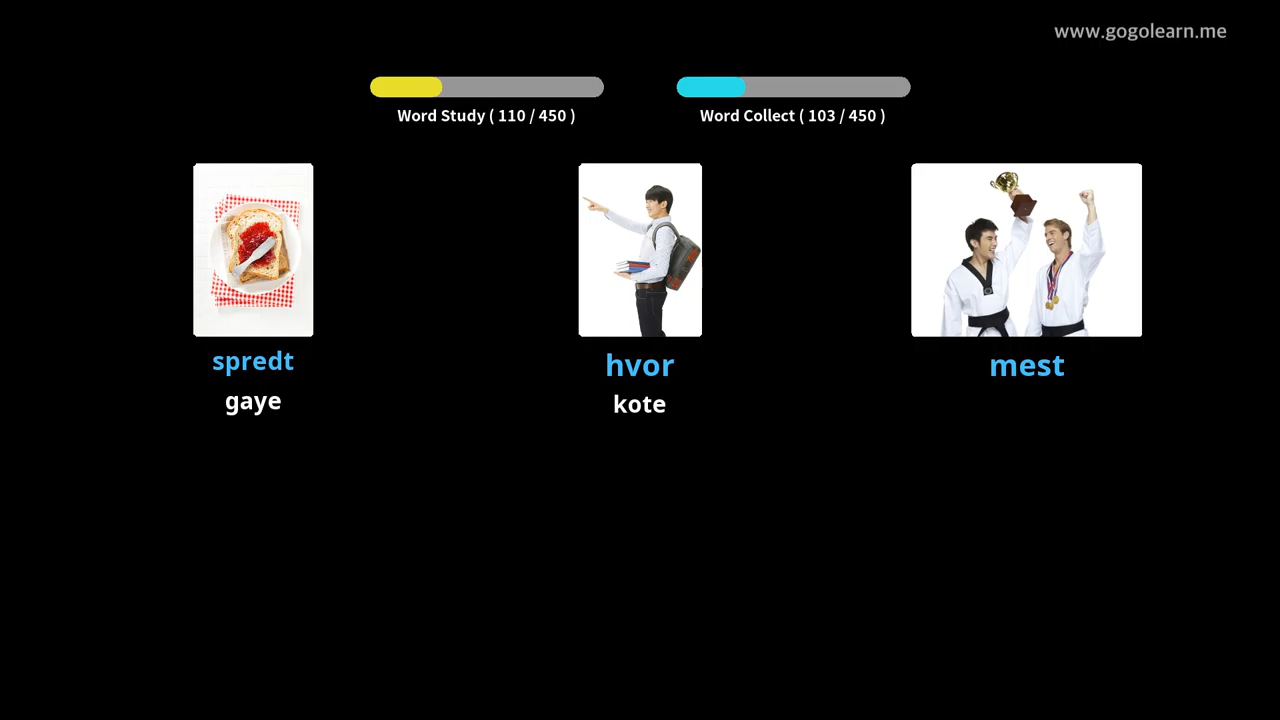 www.gogolearn.me
Word Study ( 110 / 450 )
Word Collect ( 103 / 450 )
spredt
hvor
mest
gaye
kote